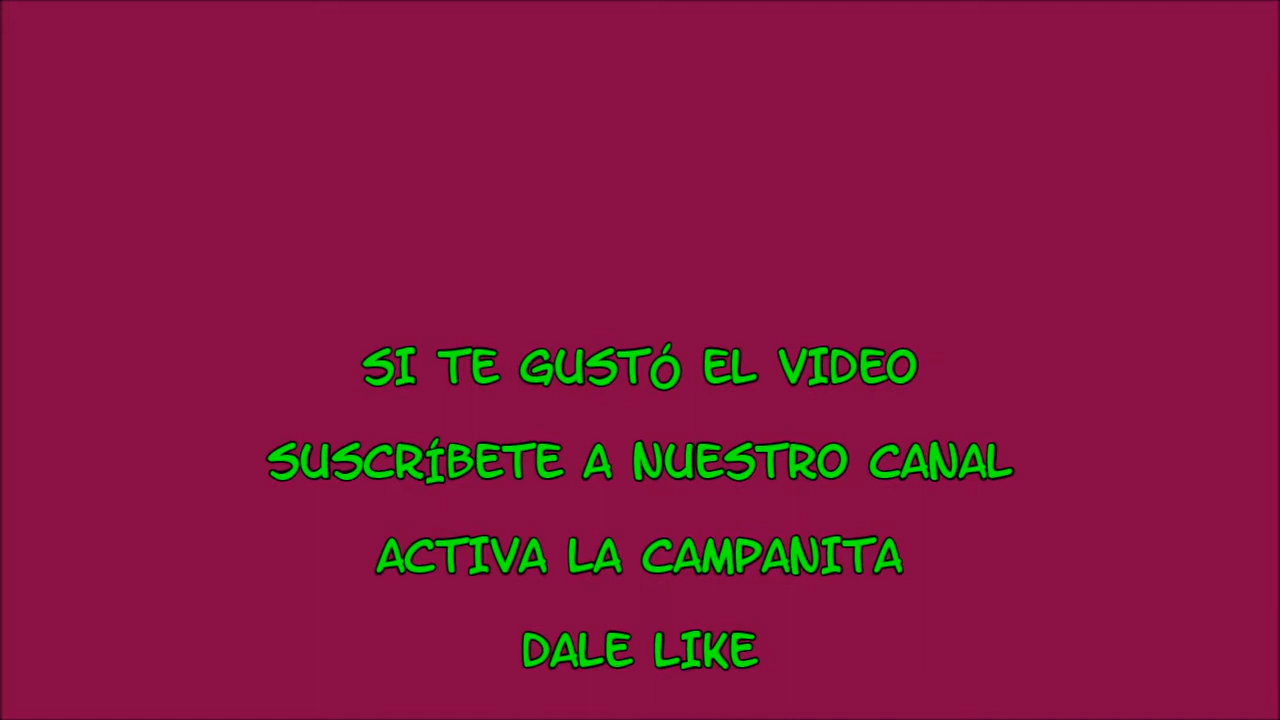 SI TE GUSTÓ EL VIDEO
SUSCRÍBETE A NUESTRO CANAL
ACTIVA LA CAMPANITA
DALE LIKE